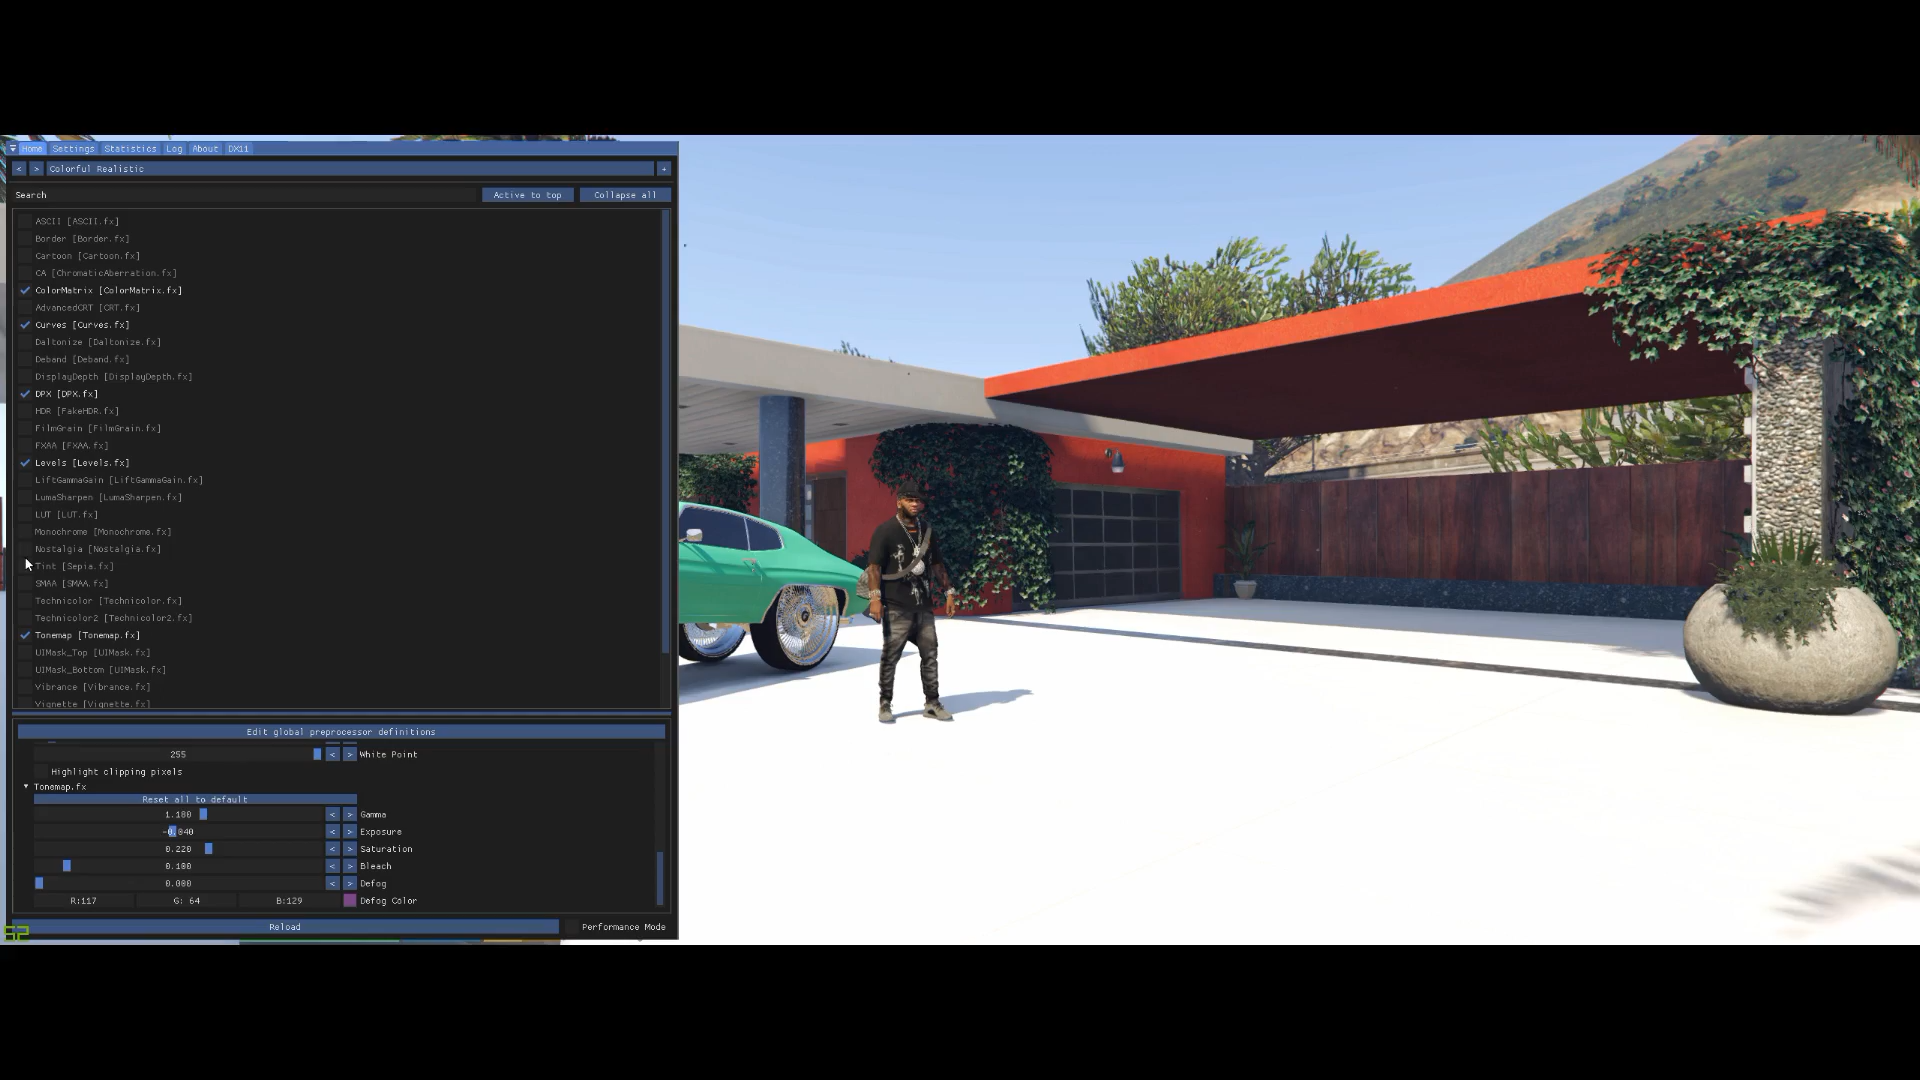 Home Settings Statistics Log About DX11
< > Colorful Realistic +
Search Active to top Collapse all
ASCII [ASCII.fx]
Border [Border.fx]
Cartoon [Cartoon.fx]
CA [ChromaticAberration.fx]
ColorMatrix [ColorMatrix.fx]
AdvancedCRT [CRT.fx]
Curves [Curves.fx]
Daltonize [Daltonize.fx]
Deband [Deband.fx]
DisplayDepth [DisplayDepth.fx]
DPX [DPX.fx]
HDR [FakeHDR.fx]
FilmGrain [FilmGrain.fx]
FXAA [FXAA.fx]
Levels [Levels.fx]
LiftGammaGain [LiftGammaGain.fx]
LumaSharpen [LumaSharpen.fx]
LUT [LUT.fx]
Monochrome [Monochrome.fx]
Nostalgia [Nostalgia.fx]
Tint [Sepia.fx]
SMAA [SMAA.fx]
Technicolor [Technicolor.fx]
Technicolor2 [Technicolor2.fx]
Tonemap [Tonemap.fx]
UIMask_Top [UIMask.fx]
UIMask_Bottom [UIMask.fx]
Vibrance [Vibrance.fx]
Vignette [Vignette.fx]
Edit global preprocessor definitions
255 < > White Point
Highlight clipping pixels
Tonemap.fx
Reset all to default
1.180 < > Gamma
-0.040 < > Exposure
0.220 < > Saturation
0.100 < > Bleach
0.000 < > Defog
R:117 G: 64 B:129 Defog Color
Reload Performance Mode